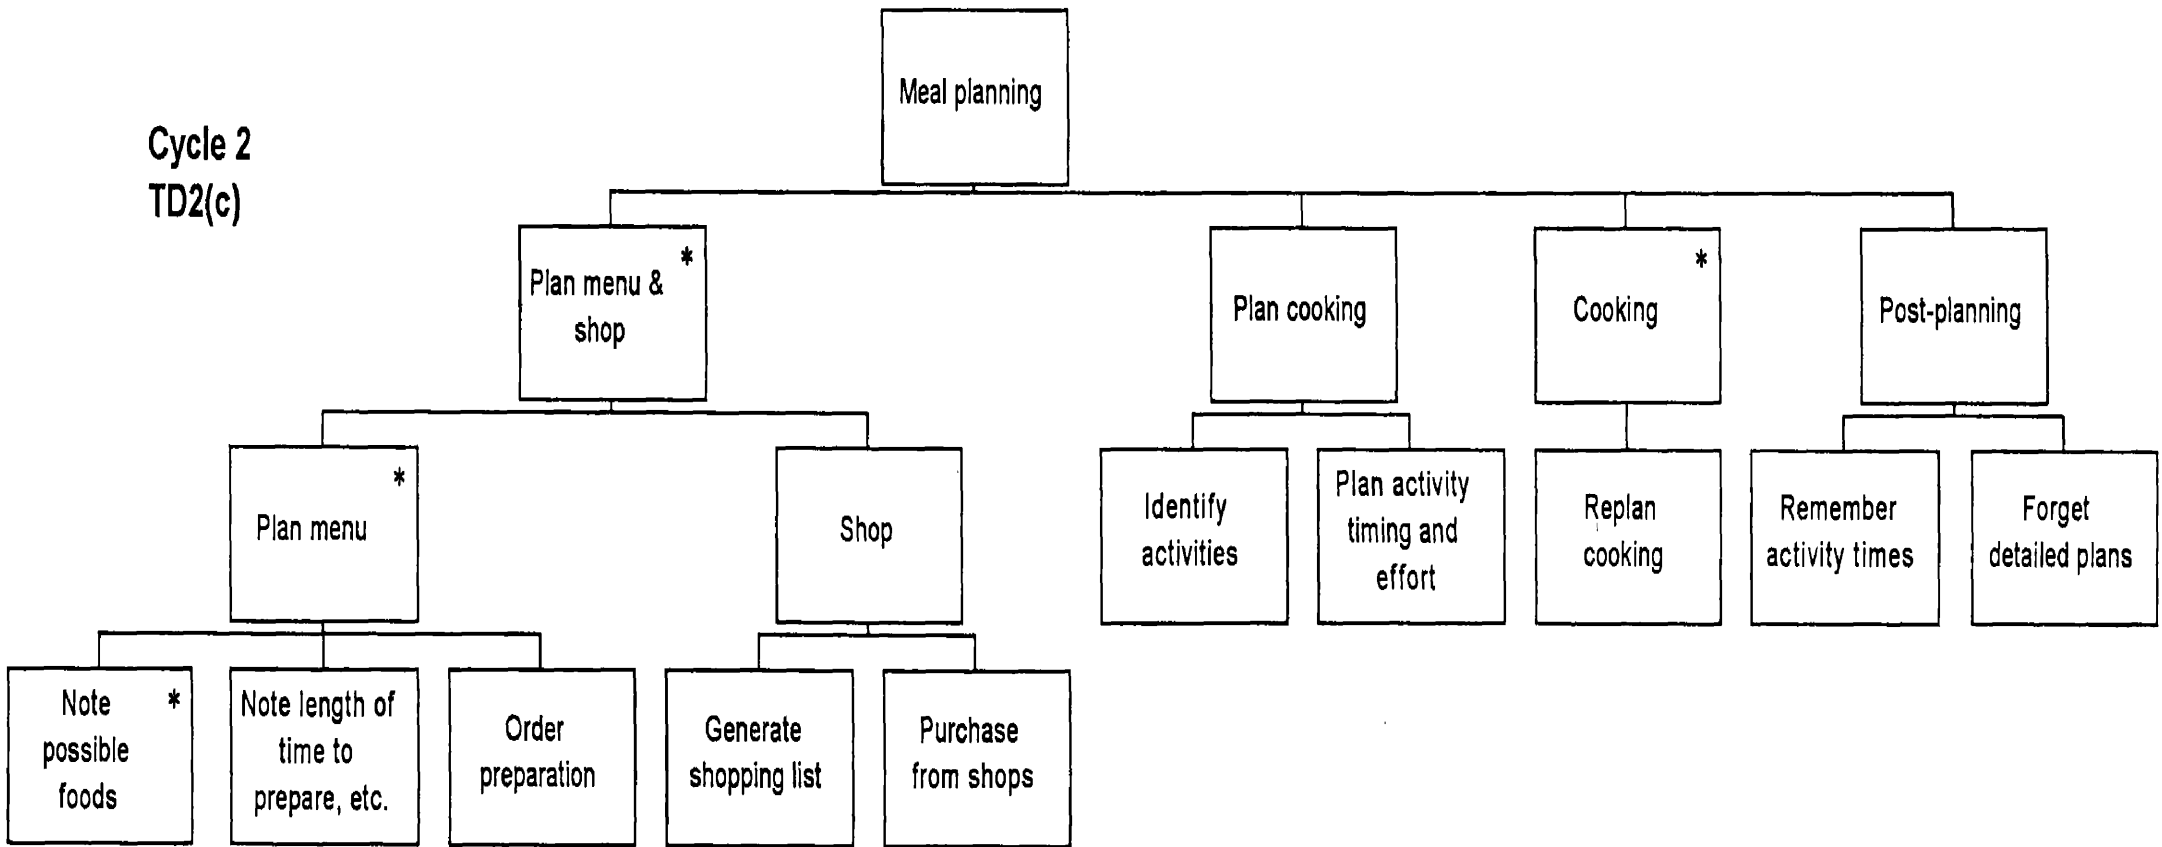 Meal planning
Cycle 2
TD2(c)
Plan menu & *
shop
Plan cooking
Cooking *
Post-planning
Plan menu *
Shop
Identify
activities
Plan activity
timing and
effort
Replan
cooking
Remember
activity times
Forget
detailed plans
Note *
possible
foods
Note length of
time to
prepare, etc.
Order
preparation
Generate
shopping list
Purchase
from shops